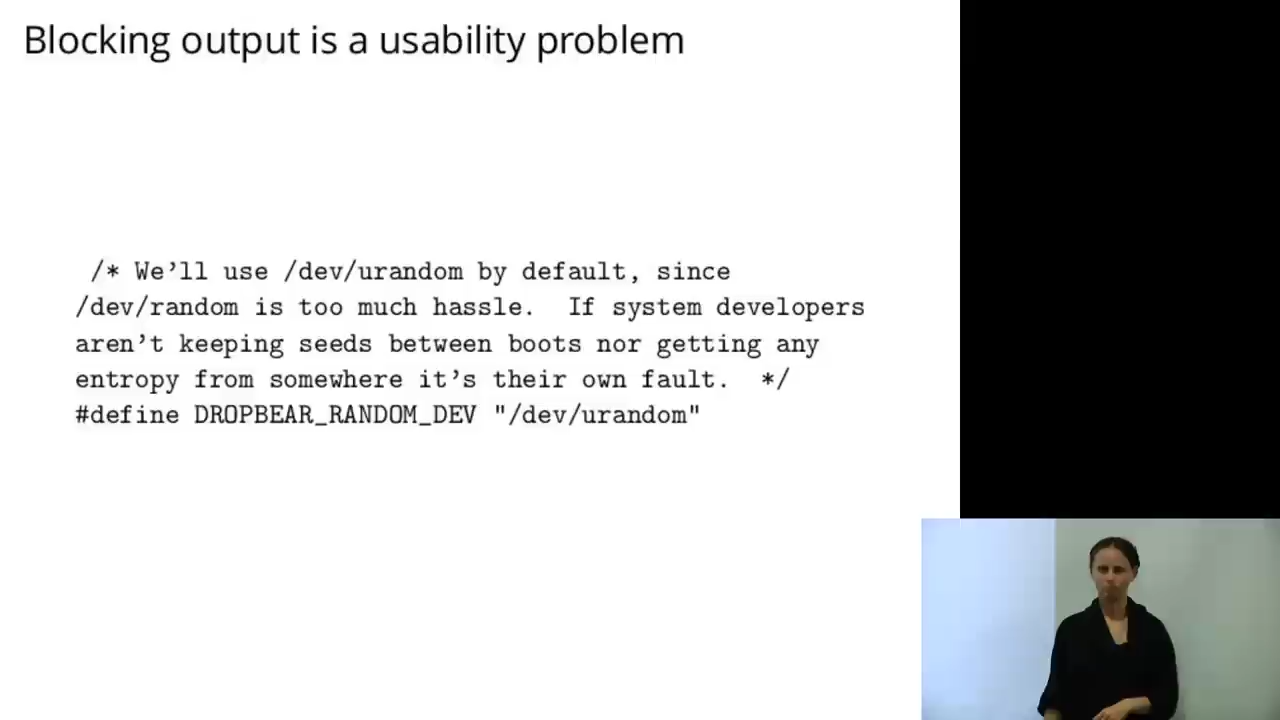 Blocking output is a usability problem
/* We'll use /dev/urandom by default, since
/dev/random is too much hassle.  If system developers
aren't keeping seeds between boots nor getting any
entropy from somewhere it's their own fault.  */
#define DROPBEAR_RANDOM_DEV "/dev/urandom"